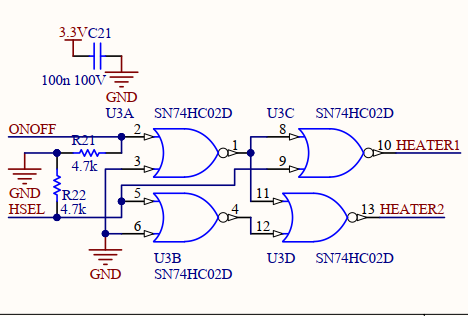 3.3V C21
100n 100V
GND
U3A SN74HC02D U3C SN74HC02D
ONOFF R21 2 1 8 10 HEATER1
4.7k 3 9
GND R22 5 11
HSEL 4.7k 4 13 HEATER2
6 12
GND U3B U3D SN74HC02D
SN74HC02D